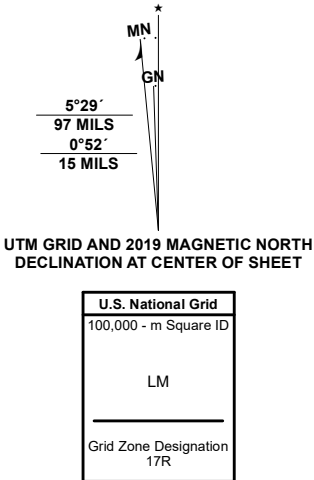 ★
MN
GN
5°29´
97 MILS
0°52´
15 MILS
UTM GRID AND 2019 MAGNETIC NORTH
DECLINATION AT CENTER OF SHEET
U.S. National Grid
100,000 - m Square ID
LM
Grid Zone Designation
17R